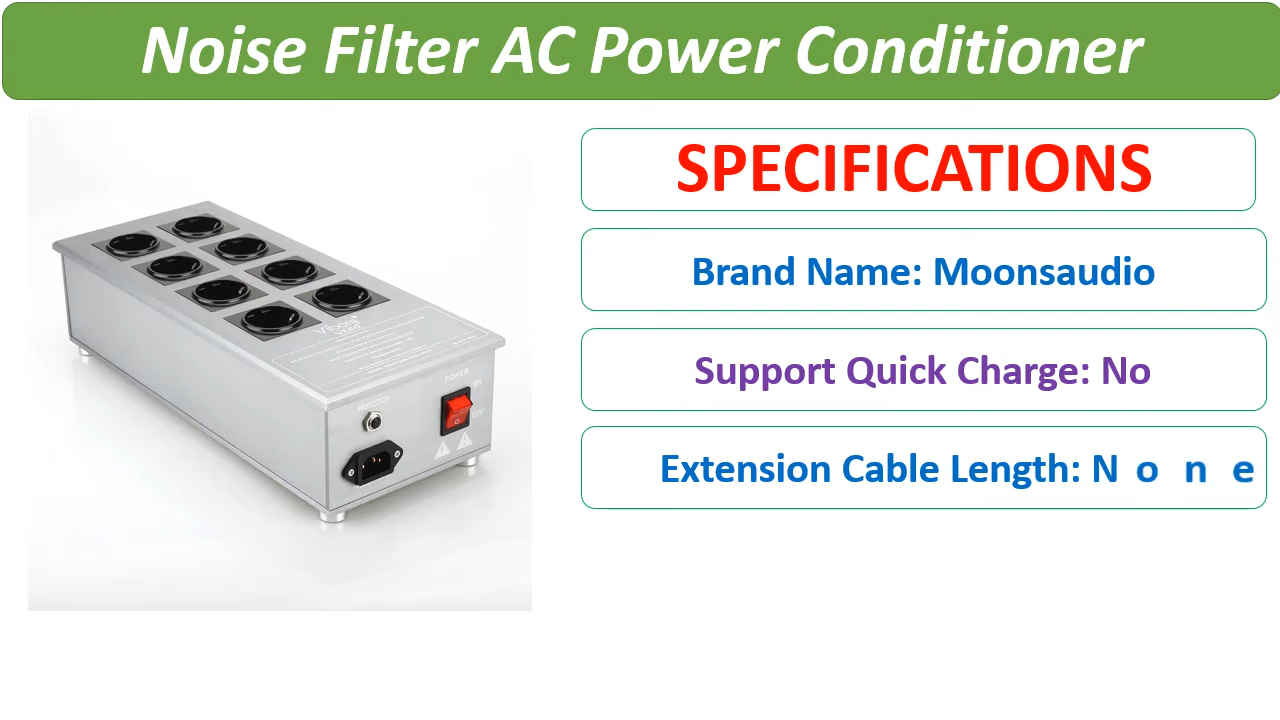 Noise Filter AC Power Conditioner
SPECIFICATIONS
Brand Name: Moonsaudio
Support Quick Charge: No
Extension Cable Length: N o n e
POWER
ON
PROTECTION
OFF